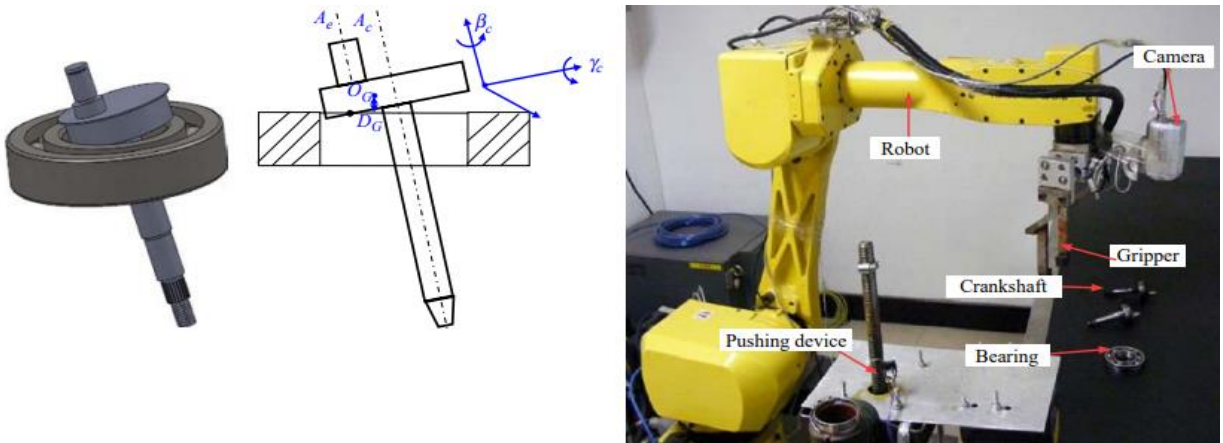 A_e A_c β_c
γ_c
O_G
D_G
Camera
Robot
Gripper
Crankshaft
Pushing device
Bearing